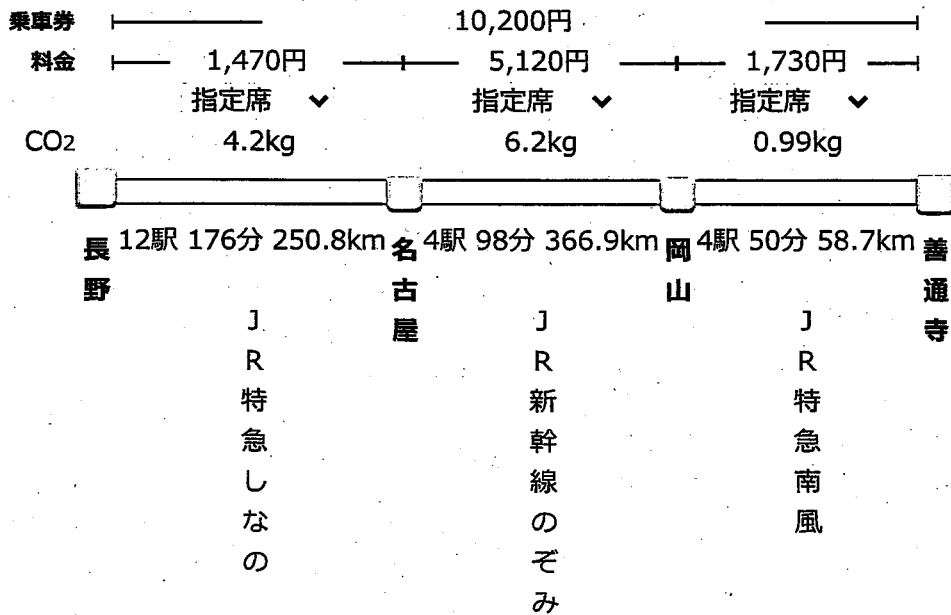 乗車券 10,200円
料金 1,470円 5,120円 1,730円
指定席 指定席 指定席
CO2 4.2kg 6.2kg 0.99kg
12駅 176分 250.8km 4駅 98分 366.9km 4駅 50分 58.7km
長野
名古屋
岡山
善通寺
JR特急しなの
JR新幹線のぞみ
JR特急南風